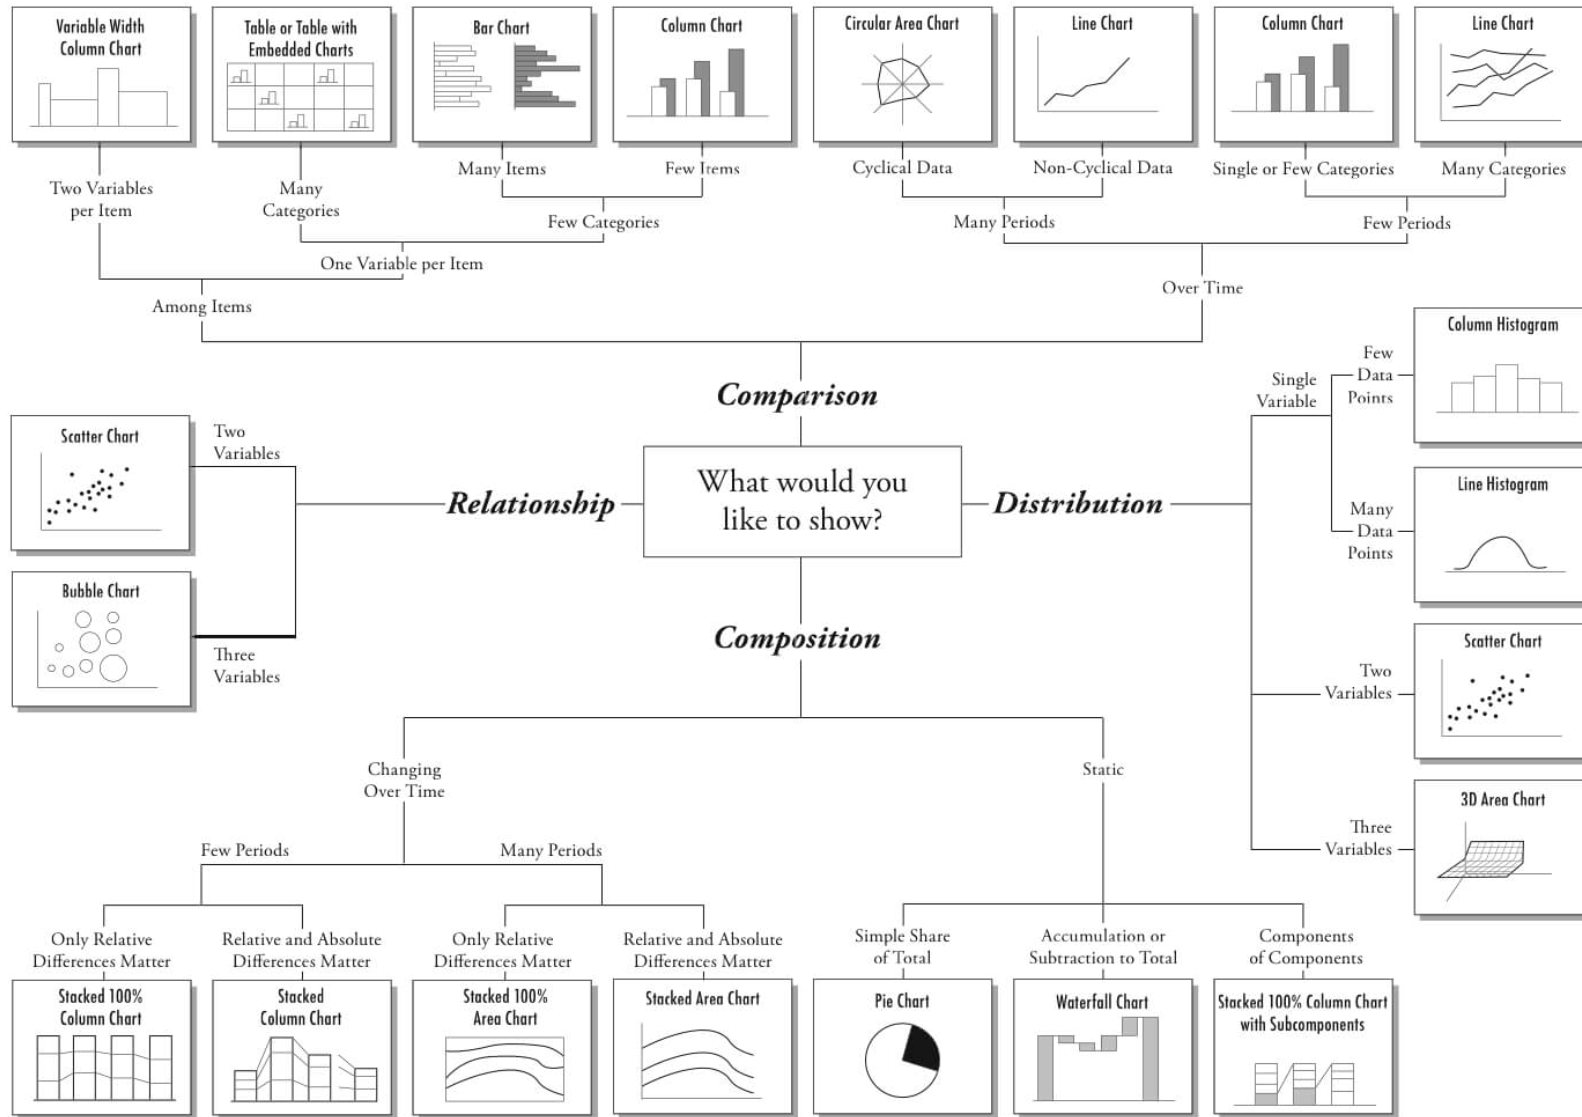 Variable Width
Column Chart
Table or Table with
Embedded Charts
Bar Chart
Column Chart
Circular Area Chart
Line Chart
Column Chart
Line Chart
Two Variables
per Item
Many
Categories
Many Items
Few Items
Cyclical Data
Non-Cyclical Data
Single or Few Categories
Many Categories
Few Categories
Many Periods
Few Periods
One Variable per Item
Among Items
Over Time
Comparison
What would you
like to show?
Relationship
Two
Variables
Scatter Chart
Bubble Chart
Three
Variables
Distribution
Single
Variable
Few
Data
Points
Column Histogram
Many
Data
Points
Line Histogram
Two
Variables
Scatter Chart
Three
Variables
3D Area Chart
Composition
Changing
Over Time
Static
Few Periods
Many Periods
Only Relative
Differences Matter
Relative and Absolute
Differences Matter
Only Relative
Differences Matter
Relative and Absolute
Differences Matter
Simple Share
of Total
Accumulation or
Subtraction to Total
Components
of Components
Stacked 100%
Column Chart
Stacked
Column Chart
Stacked 100%
Area Chart
Stacked Area Chart
Pie Chart
Waterfall Chart
Stacked 100% Column Chart
with Subcomponents